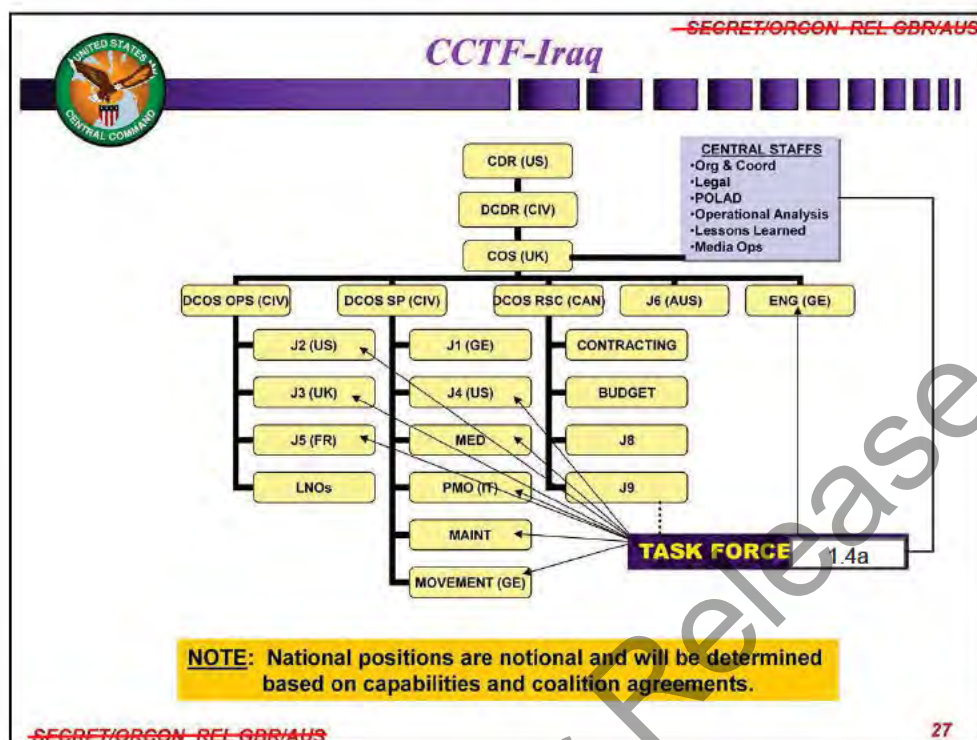 SECRET/ORCON REL GBR/AUS
CCTF-Iraq
UNITED STATES
CENTRAL COMMAND
CDR (US)
DCDR (CIV)
COS (UK)
CENTRAL STAFFS
•Org & Coord
•Legal
•POLAD
•Operational Analysis
•Lessons Learned
•Media Ops
DCOS OPS (CIV)
DCOS SP (CIV)
DCOS RSC (CAN)
J6 (AUS)
ENG (GE)
J2 (US)
J1 (GE)
CONTRACTING
J3 (UK)
J4 (US)
BUDGET
J5 (FR)
MED
J8
LNOs
PMO (IT)
J9
MAINT
TASK FORCE 1.4a
MOVEMENT (GE)
NOTE: National positions are notional and will be determined
based on capabilities and coalition agreements.
SECRET/ORCON REL GBR/AUS
27
Release